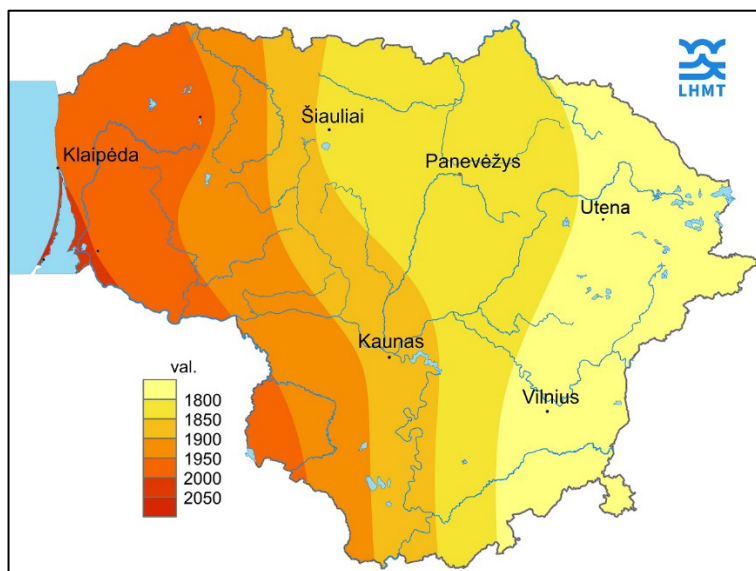 LHMT
Šiauliai
Klaipėda
Panevėžys
Utena
Kaunas
Vilnius
val.
1800
1850
1900
1950
2000
2050